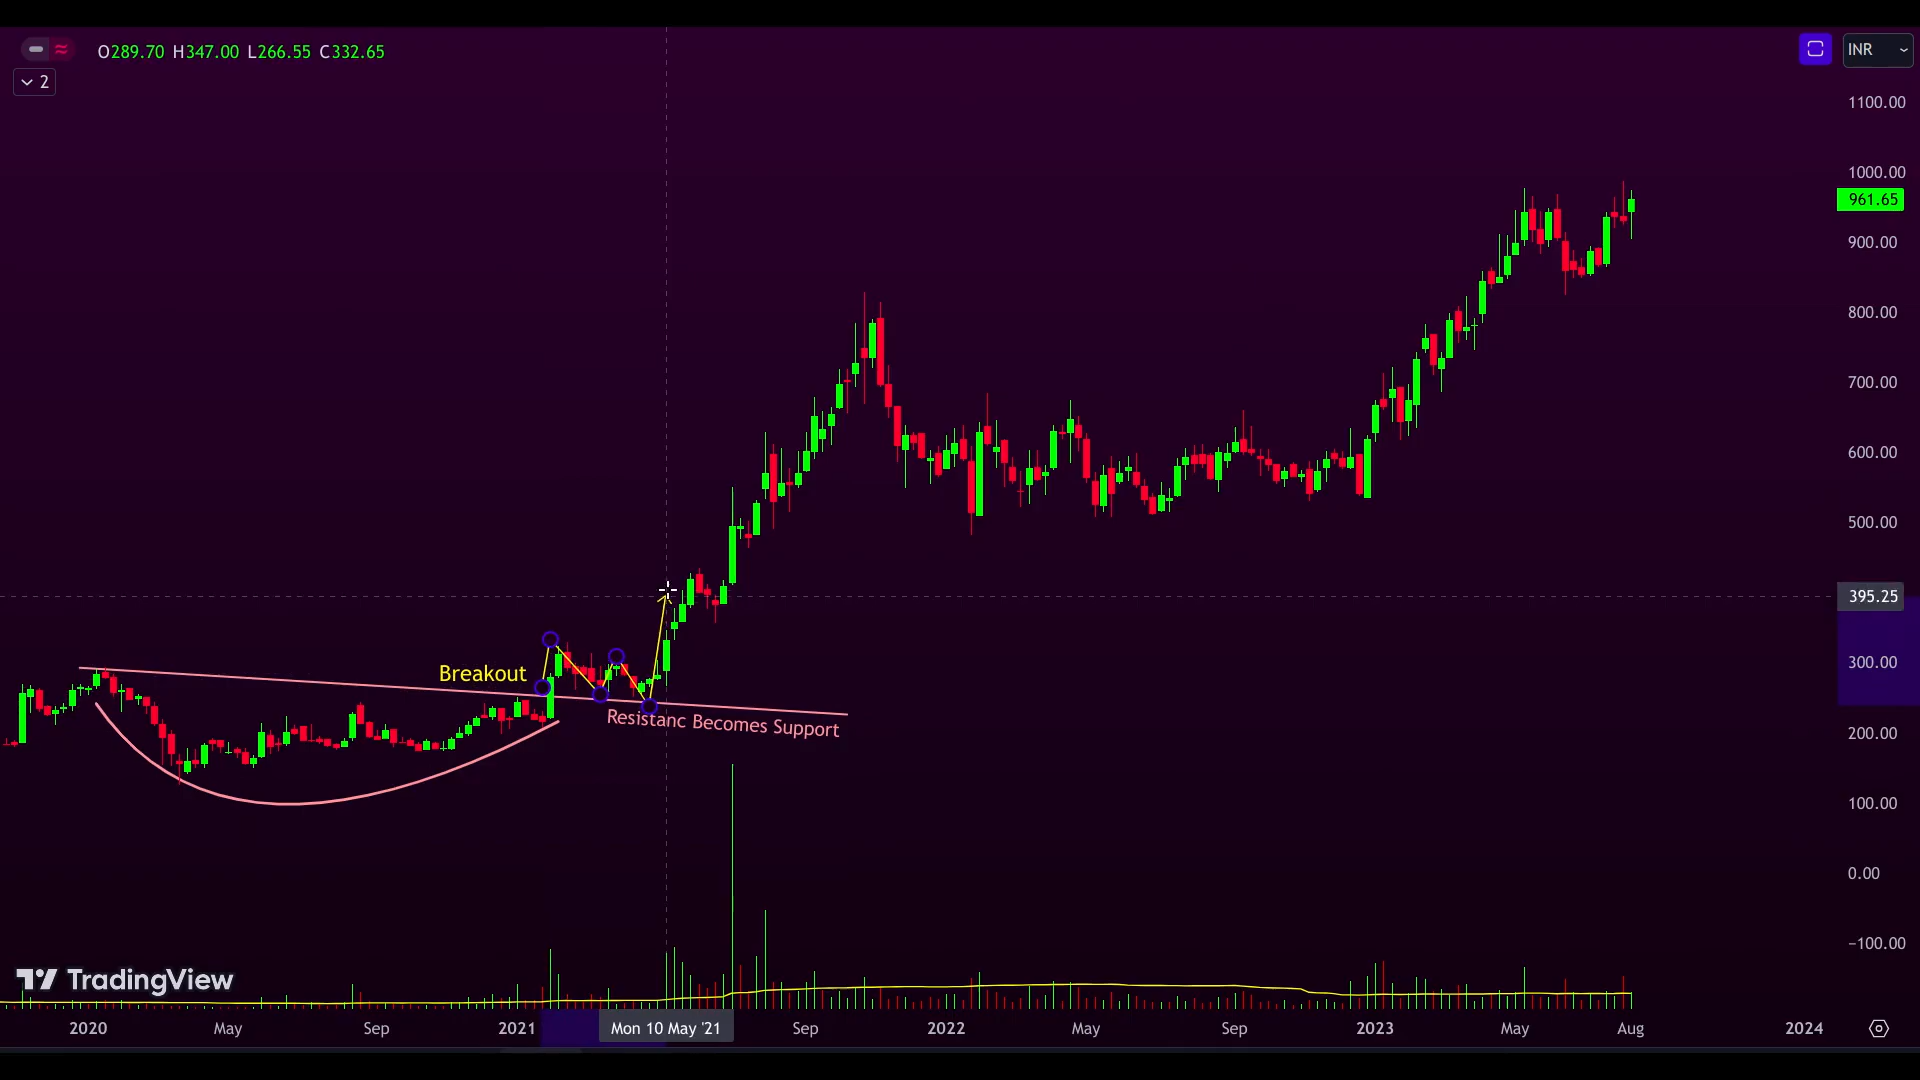 O289.70 H347.00 L266.55 C332.65
2
INR
1100.00
1000.00
961.65
900.00
800.00
700.00
600.00
500.00
395.25
300.00
200.00
100.00
0.00
−100.00
Breakout
Resistanc Becomes Support
TradingView
2020 May Sep 2021 Mon 10 May '21 Sep 2022 May Sep 2023 May Aug 2024